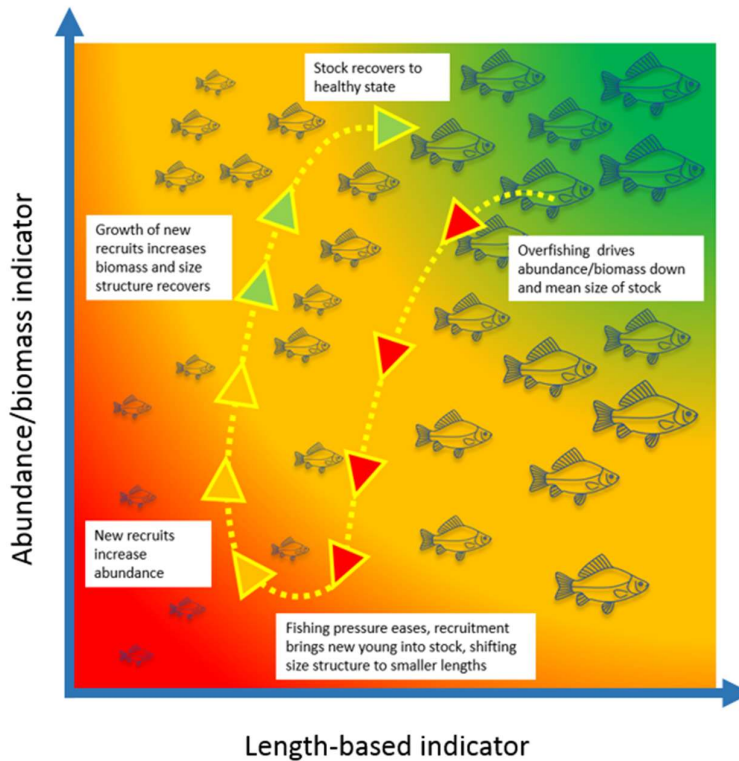 Stock recovers to
healthy state
Growth of new
recruits increases
biomass and size
structure recovers
Overfishing drives
abundance/biomass down
and mean size of stock
New recruits
increase
abundance
Fishing pressure eases, recruitment
brings new young into stock, shifting
size structure to smaller lengths
Abundance/biomass indicator
Length-based indicator